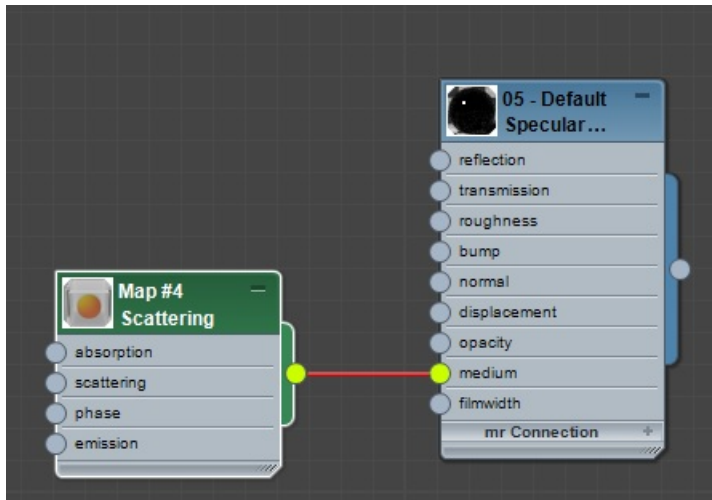 Map #4
Scattering
absorption
scattering
phase
emission
05 - Default
Specular...
reflection
transmission
roughness
bump
normal
displacement
opacity
medium
filmwidth
mr Connection